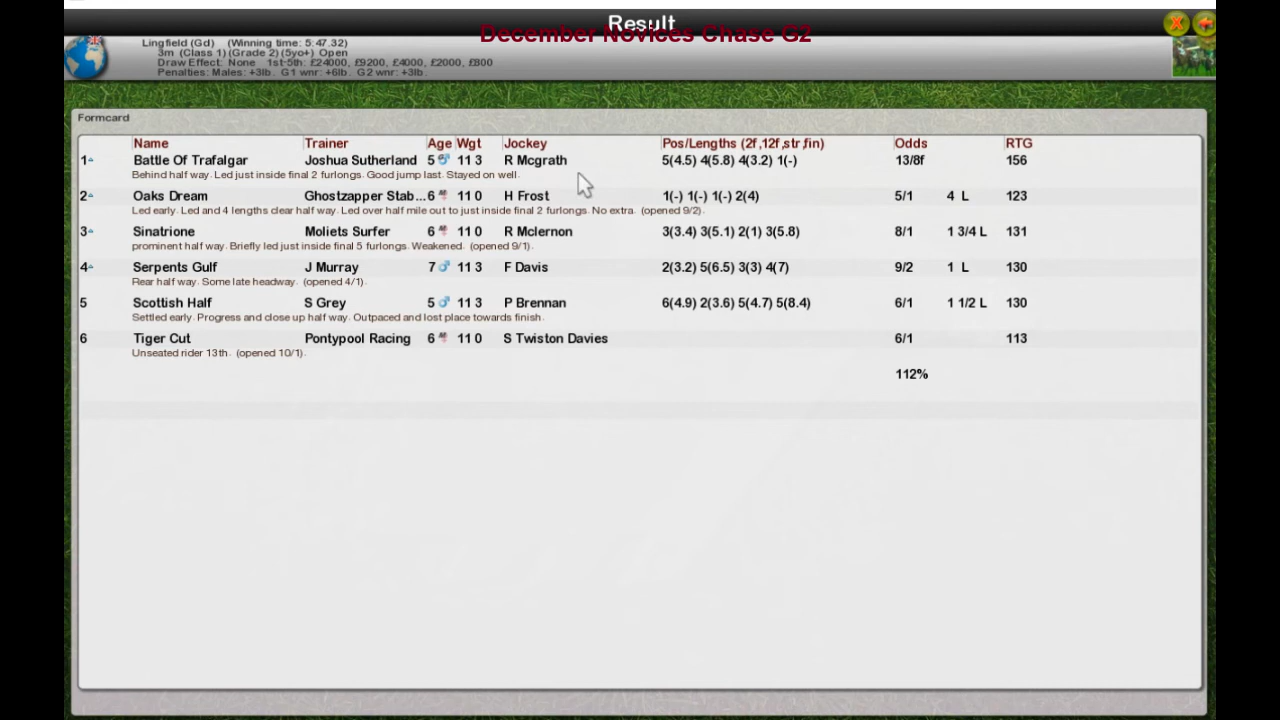 Result
December Novices Chase G2
Lingfield (Gd) (Winning time: 5:47.32)
3m (Class 1) (Grade 2) (5yo+) Open
Draw Effect: None 1st-5th: £24000, £9200, £4000, £2000, £800
Penalties: Males: +3lb. G1 wnr: +6lb. G2 wnr: +3lb.
Formcard
Name Trainer Age Wgt Jockey Pos/Lengths (2f,12f,str,fin) Odds RTG
1 Battle Of Trafalgar Joshua Sutherland 5 11 3 R Mcgrath 5(4.5) 4(5.8) 4(3.2) 1(-) 13/8f 156
Behind half way. Led just inside final 2 furlongs. Good jump last. Stayed on well.
2 Oaks Dream Ghostzapper Stab... 6 11 0 H Frost 1(-) 1(-) 1(-) 2(4) 5/1 4 L 123
Led early. Led and 4 lengths clear half way. Led over half mile out to just inside final 2 furlongs. No extra. (opened 9/2).
3 Sinatrione Moliets Surfer 6 11 0 R Mclernon 3(3.4) 3(5.1) 2(1) 3(5.8) 8/1 1 3/4 L 131
prominent half way. Briefly led just inside final 5 furlongs. Weakened. (opened 9/1).
4 Serpents Gulf J Murray 7 11 3 F Davis 2(3.2) 5(6.5) 3(3) 4(7) 9/2 1 L 130
Rear half way. Some late headway. (opened 4/1).
5 Scottish Half S Grey 5 11 3 P Brennan 6(4.9) 2(3.6) 5(4.7) 5(8.4) 6/1 1 1/2 L 130
Settled early. Progress and close up half way. Outpaced and lost place towards finish.
6 Tiger Cut Pontypool Racing 6 11 0 S Twiston Davies 6/1 113
Unseated rider 13th. (opened 10/1).
112%